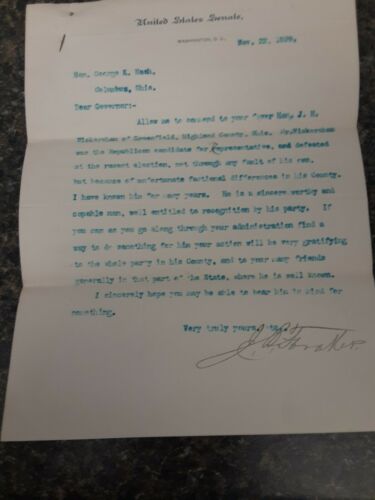 United States Senate.
WASHINGTON, D.C.
Nov. 22, 1899.
Hon. George K. Nash,
Columbus, Ohio.
Dear Governor:-
Allow me to commend to your favor Hon. J. H.
of Greenfield, Highland County, Ohio. Mr.
was the Republican candidate for Representative, and defeated
at the recent election, not through any fault of his own,
but because of unfortunate factional differences in his County.
I have known him for many years. He is a sincere worthy and
capable man, well entitled to recognition by his party. If
you can as you go along through your administration find a
way to do something for him your action will be very gratifying
to the whole party in his County, and to your many friends
generally in that part of the State, where he is well known.
I sincerely hope you may be able to bear him in mind for
something.
Very truly yours, etc.,
J. B. Foraker